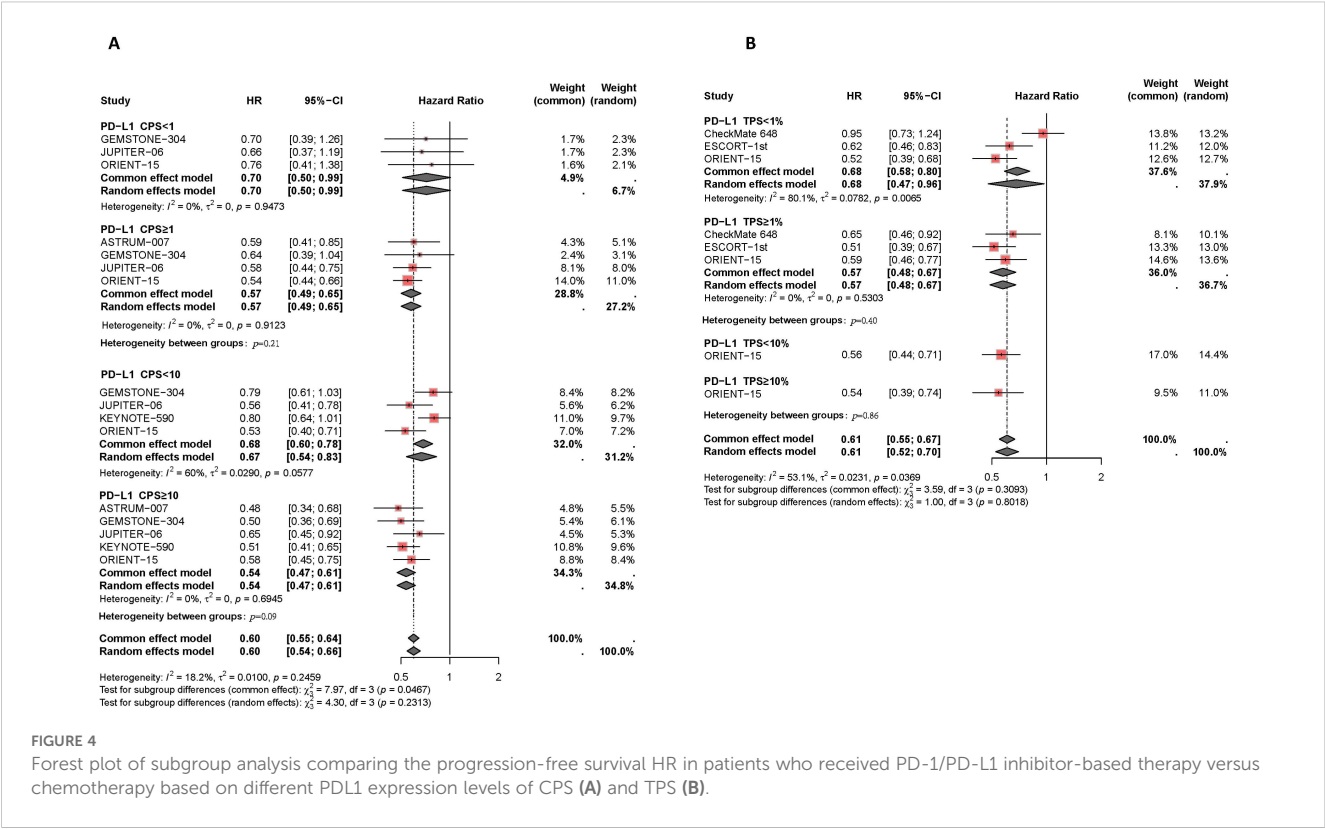 A
Study HR 95%−CI Hazard Ratio Weight (common) Weight (random)
PD−L1 CPS<1
GEMSTONE−304 0.70 [0.39; 1.26] 1.7% 2.3%
JUPITER−06 0.66 [0.37; 1.19] 1.7% 2.3%
ORIENT−15 0.76 [0.41; 1.38] 1.6% 2.1%
Common effect model 0.70 [0.50; 0.99] 4.9% .
Random effects model 0.70 [0.50; 0.99] . 6.7%
Heterogeneity: I² = 0%, τ² = 0, p = 0.9473
PD−L1 CPS≥1
ASTRUM−007 0.59 [0.41; 0.85] 4.3% 5.1%
GEMSTONE−304 0.64 [0.39; 1.04] 2.4% 3.1%
JUPITER−06 0.58 [0.44; 0.75] 8.1% 8.0%
ORIENT−15 0.54 [0.44; 0.66] 14.0% 11.0%
Common effect model 0.57 [0.49; 0.65] 28.8% .
Random effects model 0.57 [0.49; 0.65] . 27.2%
Heterogeneity: I² = 0%, τ² = 0, p = 0.9123
Heterogeneity between groups: p=0.21
PD−L1 CPS<10
GEMSTONE−304 0.79 [0.61; 1.03] 8.4% 8.2%
JUPITER−06 0.56 [0.41; 0.78] 5.6% 6.2%
KEYNOTE−590 0.80 [0.64; 1.01] 11.0% 9.7%
ORIENT−15 0.53 [0.40; 0.71] 7.0% 7.2%
Common effect model 0.68 [0.60; 0.78] 32.0% .
Random effects model 0.67 [0.54; 0.83] . 31.2%
Heterogeneity: I² = 60%, τ² = 0.0290, p = 0.0577
PD−L1 CPS≥10
ASTRUM−007 0.48 [0.34; 0.68] 4.8% 5.5%
GEMSTONE−304 0.50 [0.36; 0.69] 5.4% 6.1%
JUPITER−06 0.65 [0.45; 0.92] 4.5% 5.3%
KEYNOTE−590 0.51 [0.41; 0.65] 10.8% 9.6%
ORIENT−15 0.58 [0.45; 0.75] 8.8% 8.4%
Common effect model 0.54 [0.47; 0.61] 34.3% .
Random effects model 0.54 [0.47; 0.61] . 34.8%
Heterogeneity: I² = 0%, τ² = 0, p = 0.6945
Heterogeneity between groups: p=0.09
Common effect model 0.60 [0.55; 0.64] 100.0% .
Random effects model 0.60 [0.54; 0.66] . 100.0%
0.5 1 2
Heterogeneity: I² = 18.2%, τ² = 0.0100, p = 0.2459
Test for subgroup differences (common effect): χ²₃ = 7.97, df = 3 (p = 0.0467)
Test for subgroup differences (random effects): χ²₃ = 4.30, df = 3 (p = 0.2313)
B
Study HR 95%−CI Hazard Ratio Weight (common) Weight (random)
PD−L1 TPS<1%
CheckMate 648 0.95 [0.73; 1.24] 13.8% 13.2%
ESCORT−1st 0.62 [0.46; 0.83] 11.2% 12.0%
ORIENT−15 0.52 [0.39; 0.68] 12.6% 12.7%
Common effect model 0.68 [0.58; 0.80] 37.6% .
Random effects model 0.68 [0.47; 0.96] . 37.9%
Heterogeneity: I² = 80.1%, τ² = 0.0782, p = 0.0065
PD−L1 TPS≥1%
CheckMate 648 0.65 [0.46; 0.92] 8.1% 10.1%
ESCORT−1st 0.51 [0.39; 0.67] 13.3% 13.0%
ORIENT−15 0.59 [0.46; 0.77] 14.6% 13.6%
Common effect model 0.57 [0.48; 0.67] 36.0% .
Random effects model 0.57 [0.48; 0.67] . 36.7%
Heterogeneity: I² = 0%, τ² = 0, p = 0.5303
Heterogeneity between groups: p=0.40
PD−L1 TPS<10%
ORIENT−15 0.56 [0.44; 0.71] 17.0% 14.4%
PD−L1 TPS≥10%
ORIENT−15 0.54 [0.39; 0.74] 9.5% 11.0%
Heterogeneity between groups: p=0.86
Common effect model 0.61 [0.55; 0.67] 100.0% .
Random effects model 0.61 [0.52; 0.70] . 100.0%
0.5 1 2
Heterogeneity: I² = 53.1%, τ² = 0.0231, p = 0.0369
Test for subgroup differences (common effect): χ²₃ = 3.59, df = 3 (p = 0.3093)
Test for subgroup differences (random effects): χ²₃ = 1.00, df = 3 (p = 0.8018)
FIGURE 4
Forest plot of subgroup analysis comparing the progression-free survival HR in patients who received PD-1/PD-L1 inhibitor-based therapy versus
chemotherapy based on different PDL1 expression levels of CPS (A) and TPS (B).